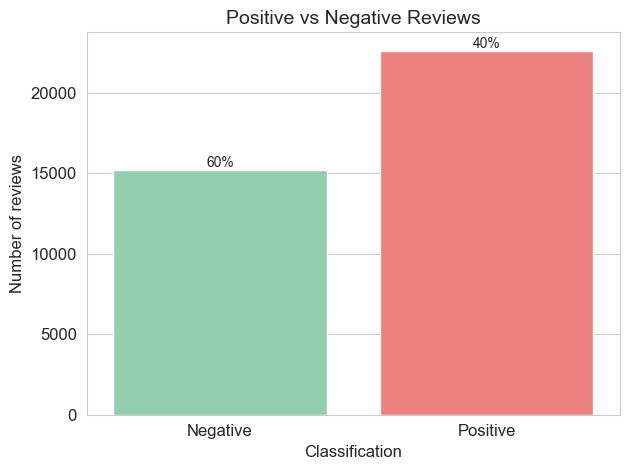 Positive vs Negative Reviews
40%
20000
60%
15000
10000
5000
0
Number of reviews
Negative
Positive
Classification